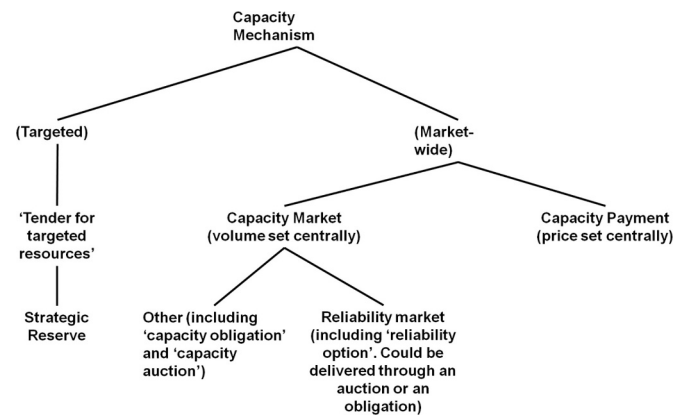 Capacity
Mechanism
(Targeted)
(Market-
wide)
‘Tender for
targeted
resources’
Capacity Market
(volume set centrally)
Capacity Payment
(price set centrally)
Strategic
Reserve
Other (including
‘capacity obligation’
and ‘capacity
auction’)
Reliability market
(including ‘reliability
option’. Could be
delivered through an
auction or an
obligation)